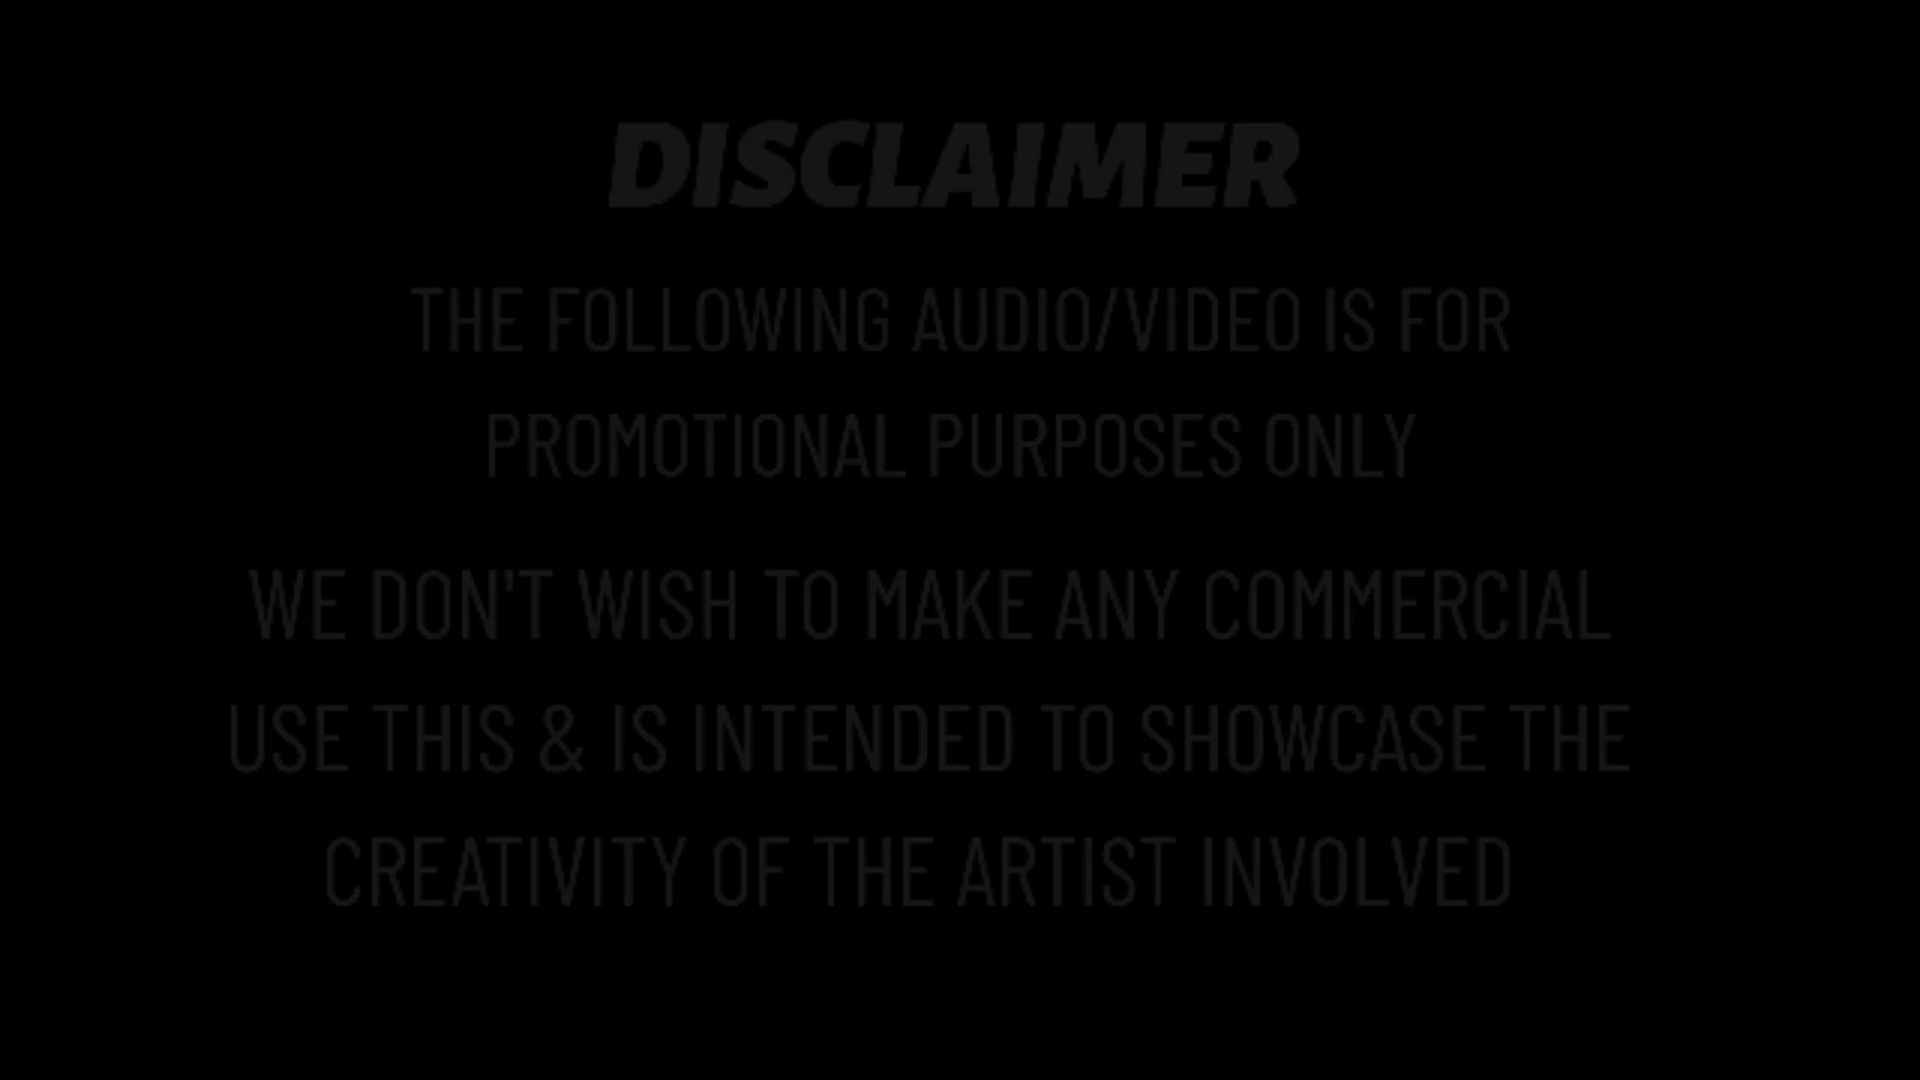 DISCLAIMER
THE FOLLOWING AUDIO/VIDEO IS FOR
PROMOTIONAL PURPOSES ONLY
WE DON'T WISH TO MAKE ANY COMMERCIAL
USE THIS & IS INTENDED TO SHOWCASE THE
CREATIVITY OF THE ARTIST INVOLVED